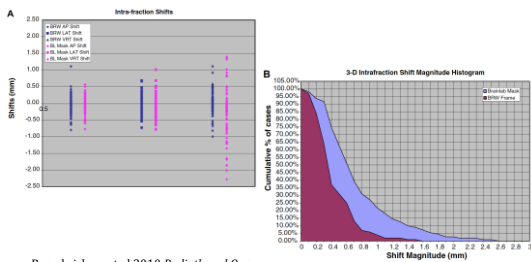 A
Intra-fraction Shifts
BRW AP Shift
BRW LAT Shift
BRW VRT Shift
BL Mask AP Shift
BL Mask LAT Shift
BL Mask VRT Shift
Shifts (mm)
2.50
2.00
1.50
1.00
0.50
0.00
-0.50
-1.00
-1.50
-2.00
-2.50
0.5
B
3-D Intrafraction Shift Magnitude Histogram
Cumulative % of cases
105.00%
100.00%
95.00%
90.00%
85.00%
80.00%
75.00%
70.00%
65.00%
60.00%
55.00%
50.00%
45.00%
40.00%
35.00%
30.00%
25.00%
20.00%
15.00%
10.00%
5.00%
0.00%
Brainlab Mask
BRW Frame
0 0.2 0.4 0.6 0.8 1 1.2 1.4 1.6 1.8 2 2.2 2.4 2.6 2.8 3
Shift Magnitude (mm)
2010